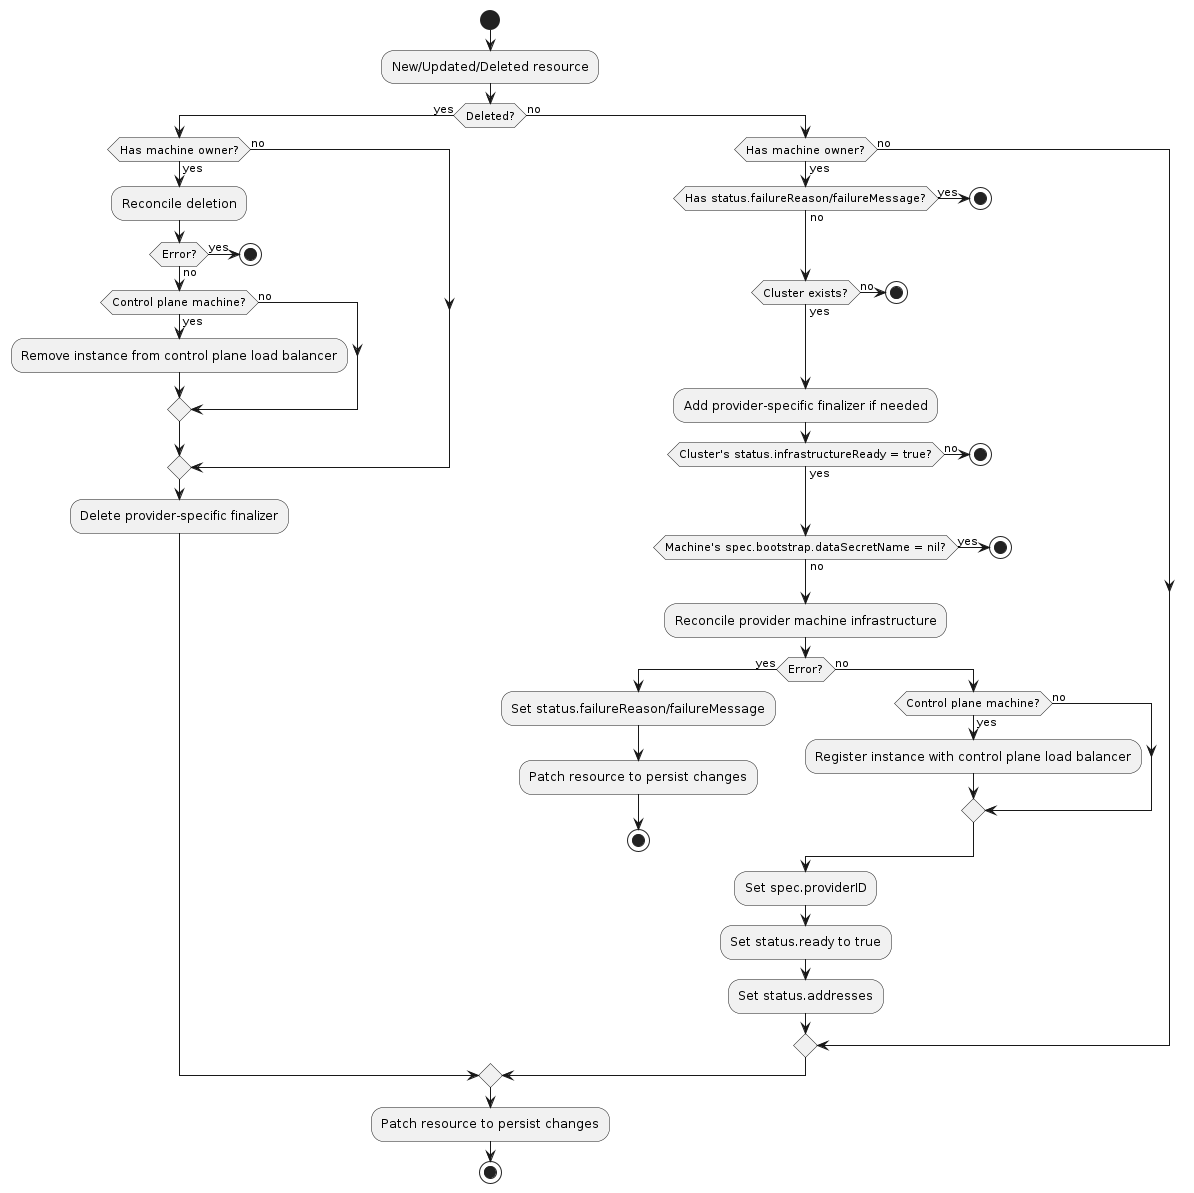 New/Updated/Deleted resource
yes
Deleted?
no
Has machine owner?
no
yes
Reconcile deletion
Error?
yes
no
Control plane machine?
no
yes
Remove instance from control plane load balancer
Delete provider-specific finalizer
Has machine owner?
no
yes
Has status.failureReason/failureMessage?
yes
no
Cluster exists?
no
yes
Add provider-specific finalizer if needed
Cluster's status.infrastructureReady = true?
no
yes
Machine's spec.bootstrap.dataSecretName = nil?
yes
no
Reconcile provider machine infrastructure
yes
Error?
no
Set status.failureReason/failureMessage
Patch resource to persist changes
Control plane machine?
no
yes
Register instance with control plane load balancer
Set spec.providerID
Set status.ready to true
Set status.addresses
Patch resource to persist changes